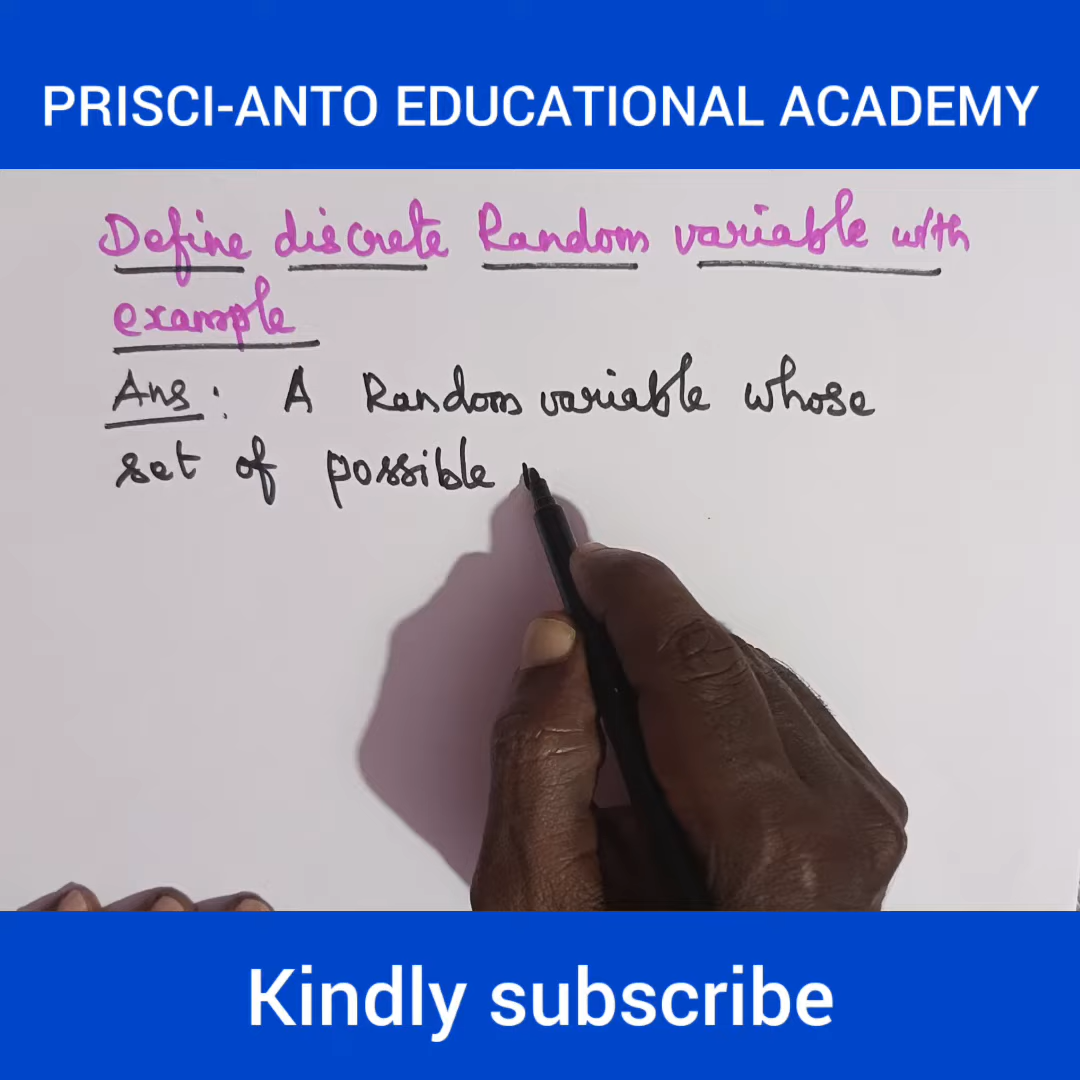 PRISCI-ANTO EDUCATIONAL ACADEMY
Define discrete Random variable with
example
Ans: A Random variable whose
set of possible
Kindly subscribe